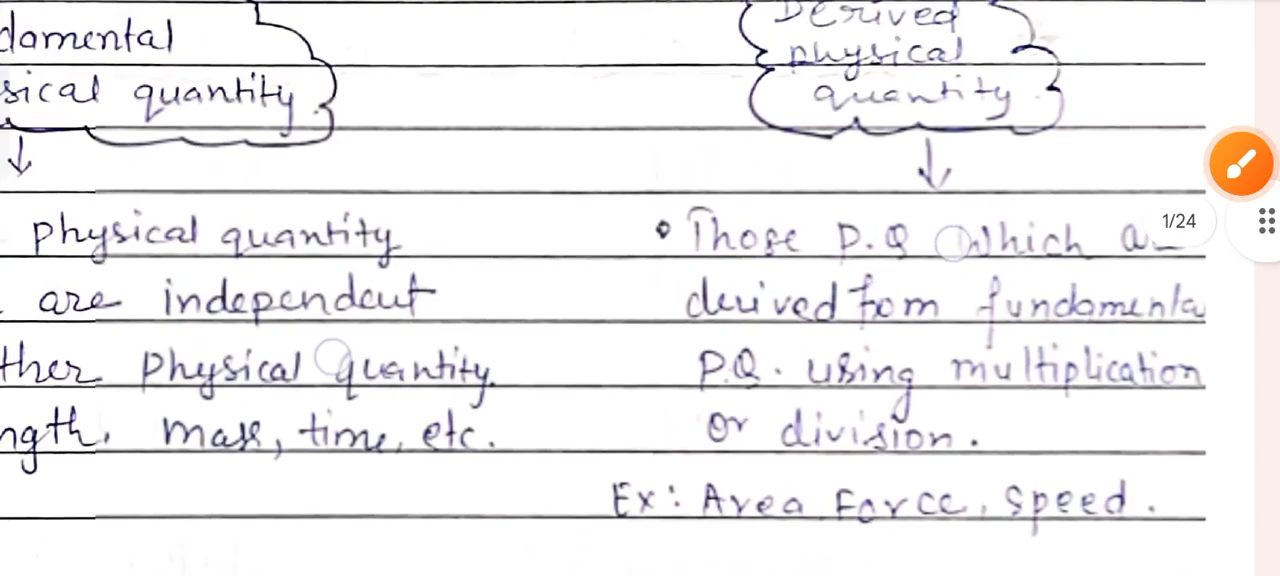 damental
sical quantity
Derived
physical
quantity
physical quantity
are independent
ther physical quantity.
ngth, mass, time, etc.
• Those P.Q which a
derived from fundamenta
P.Q. using multiplication
or division.
Ex: Area Force, Speed.
1/24